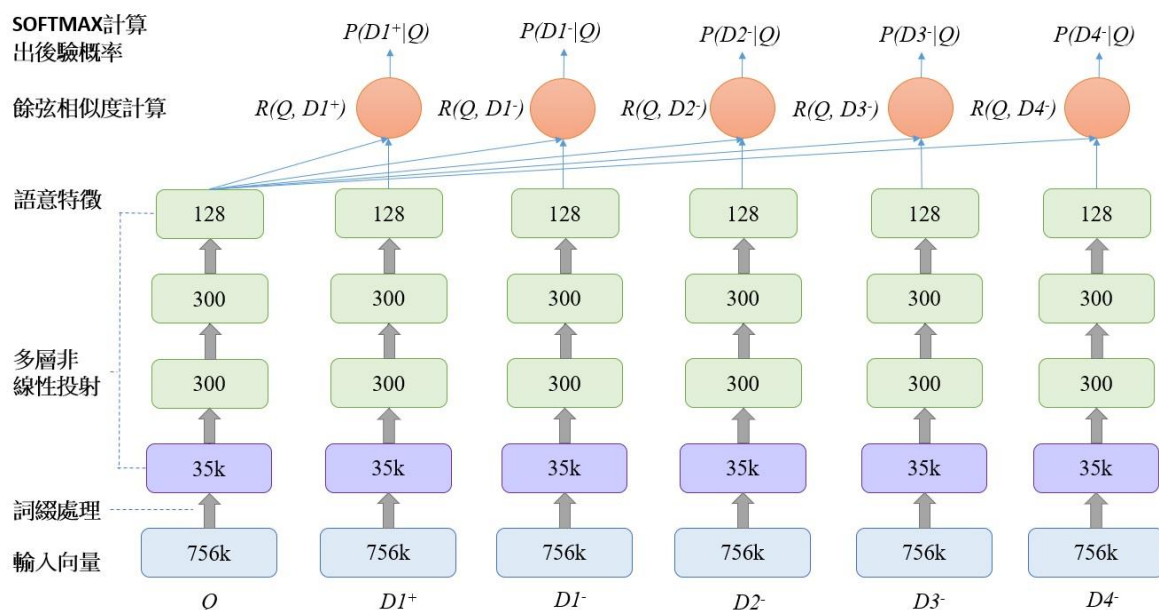 SOFTMAX計算
出後驗概率
P(D1⁺|Q) P(D1⁻|Q) P(D2⁻|Q) P(D3⁻|Q) P(D4⁻|Q)
餘弦相似度計算 R(Q, D1⁺) R(Q, D1⁻) R(Q, D2⁻) R(Q, D3⁻) R(Q, D4⁻)
語意特徵 128 128 128 128 128 128
300 300 300 300 300 300
多層非
線性投射
300 300 300 300 300 300
35k 35k 35k 35k 35k 35k
詞綴處理
輸入向量 756k 756k 756k 756k 756k 756k
Q D1⁺ D1⁻ D2⁻ D3⁻ D4⁻